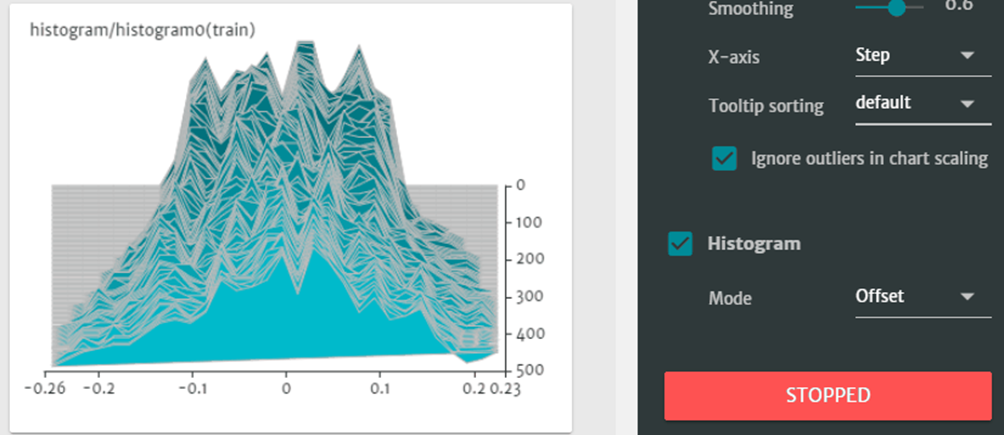 histogram/histogram0(train)
0
100
200
300
400
500
-0.26 -0.2 -0.1 0 0.1 0.2 0.23
Smoothing 0.6
X-axis Step
Tooltip sorting default
Ignore outliers in chart scaling
Histogram
Mode Offset
STOPPED